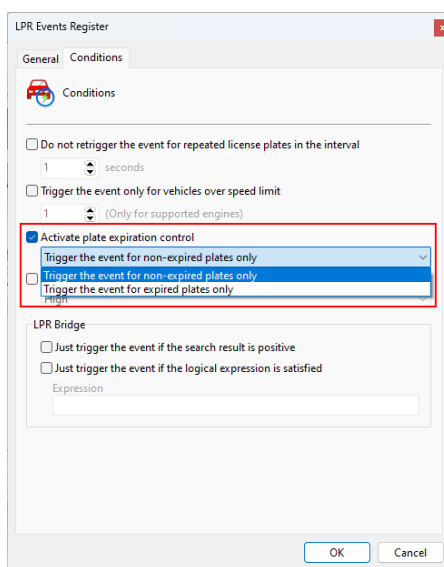 LPR Events Register
General Conditions
Conditions
Do not retrigger the event for repeated license plates in the interval
1 seconds
Trigger the event only for vehicles over speed limit
1 (Only for supported engines)
Activate plate expiration control
Trigger the event for non-expired plates only
Trigger the event for non-expired plates only
Trigger the event for expired plates only
High
LPR Bridge
Just trigger the event if the search result is positive
Just trigger the event if the logical expression is satisfied
Expression
OK Cancel